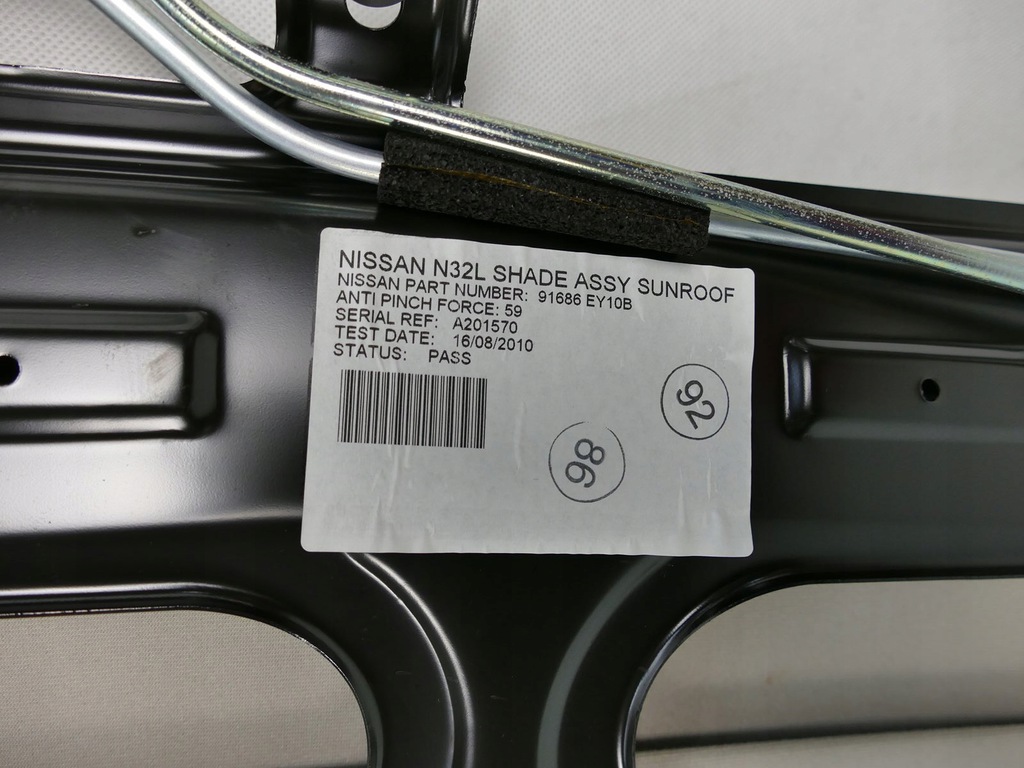 NISSAN N32L SHADE ASSY SUNROOF
NISSAN PART NUMBER: 91686 EY10B
ANTI PINCH FORCE: 59
SERIAL REF: A201570
TEST DATE: 16/08/2010
STATUS: PASS
92
98